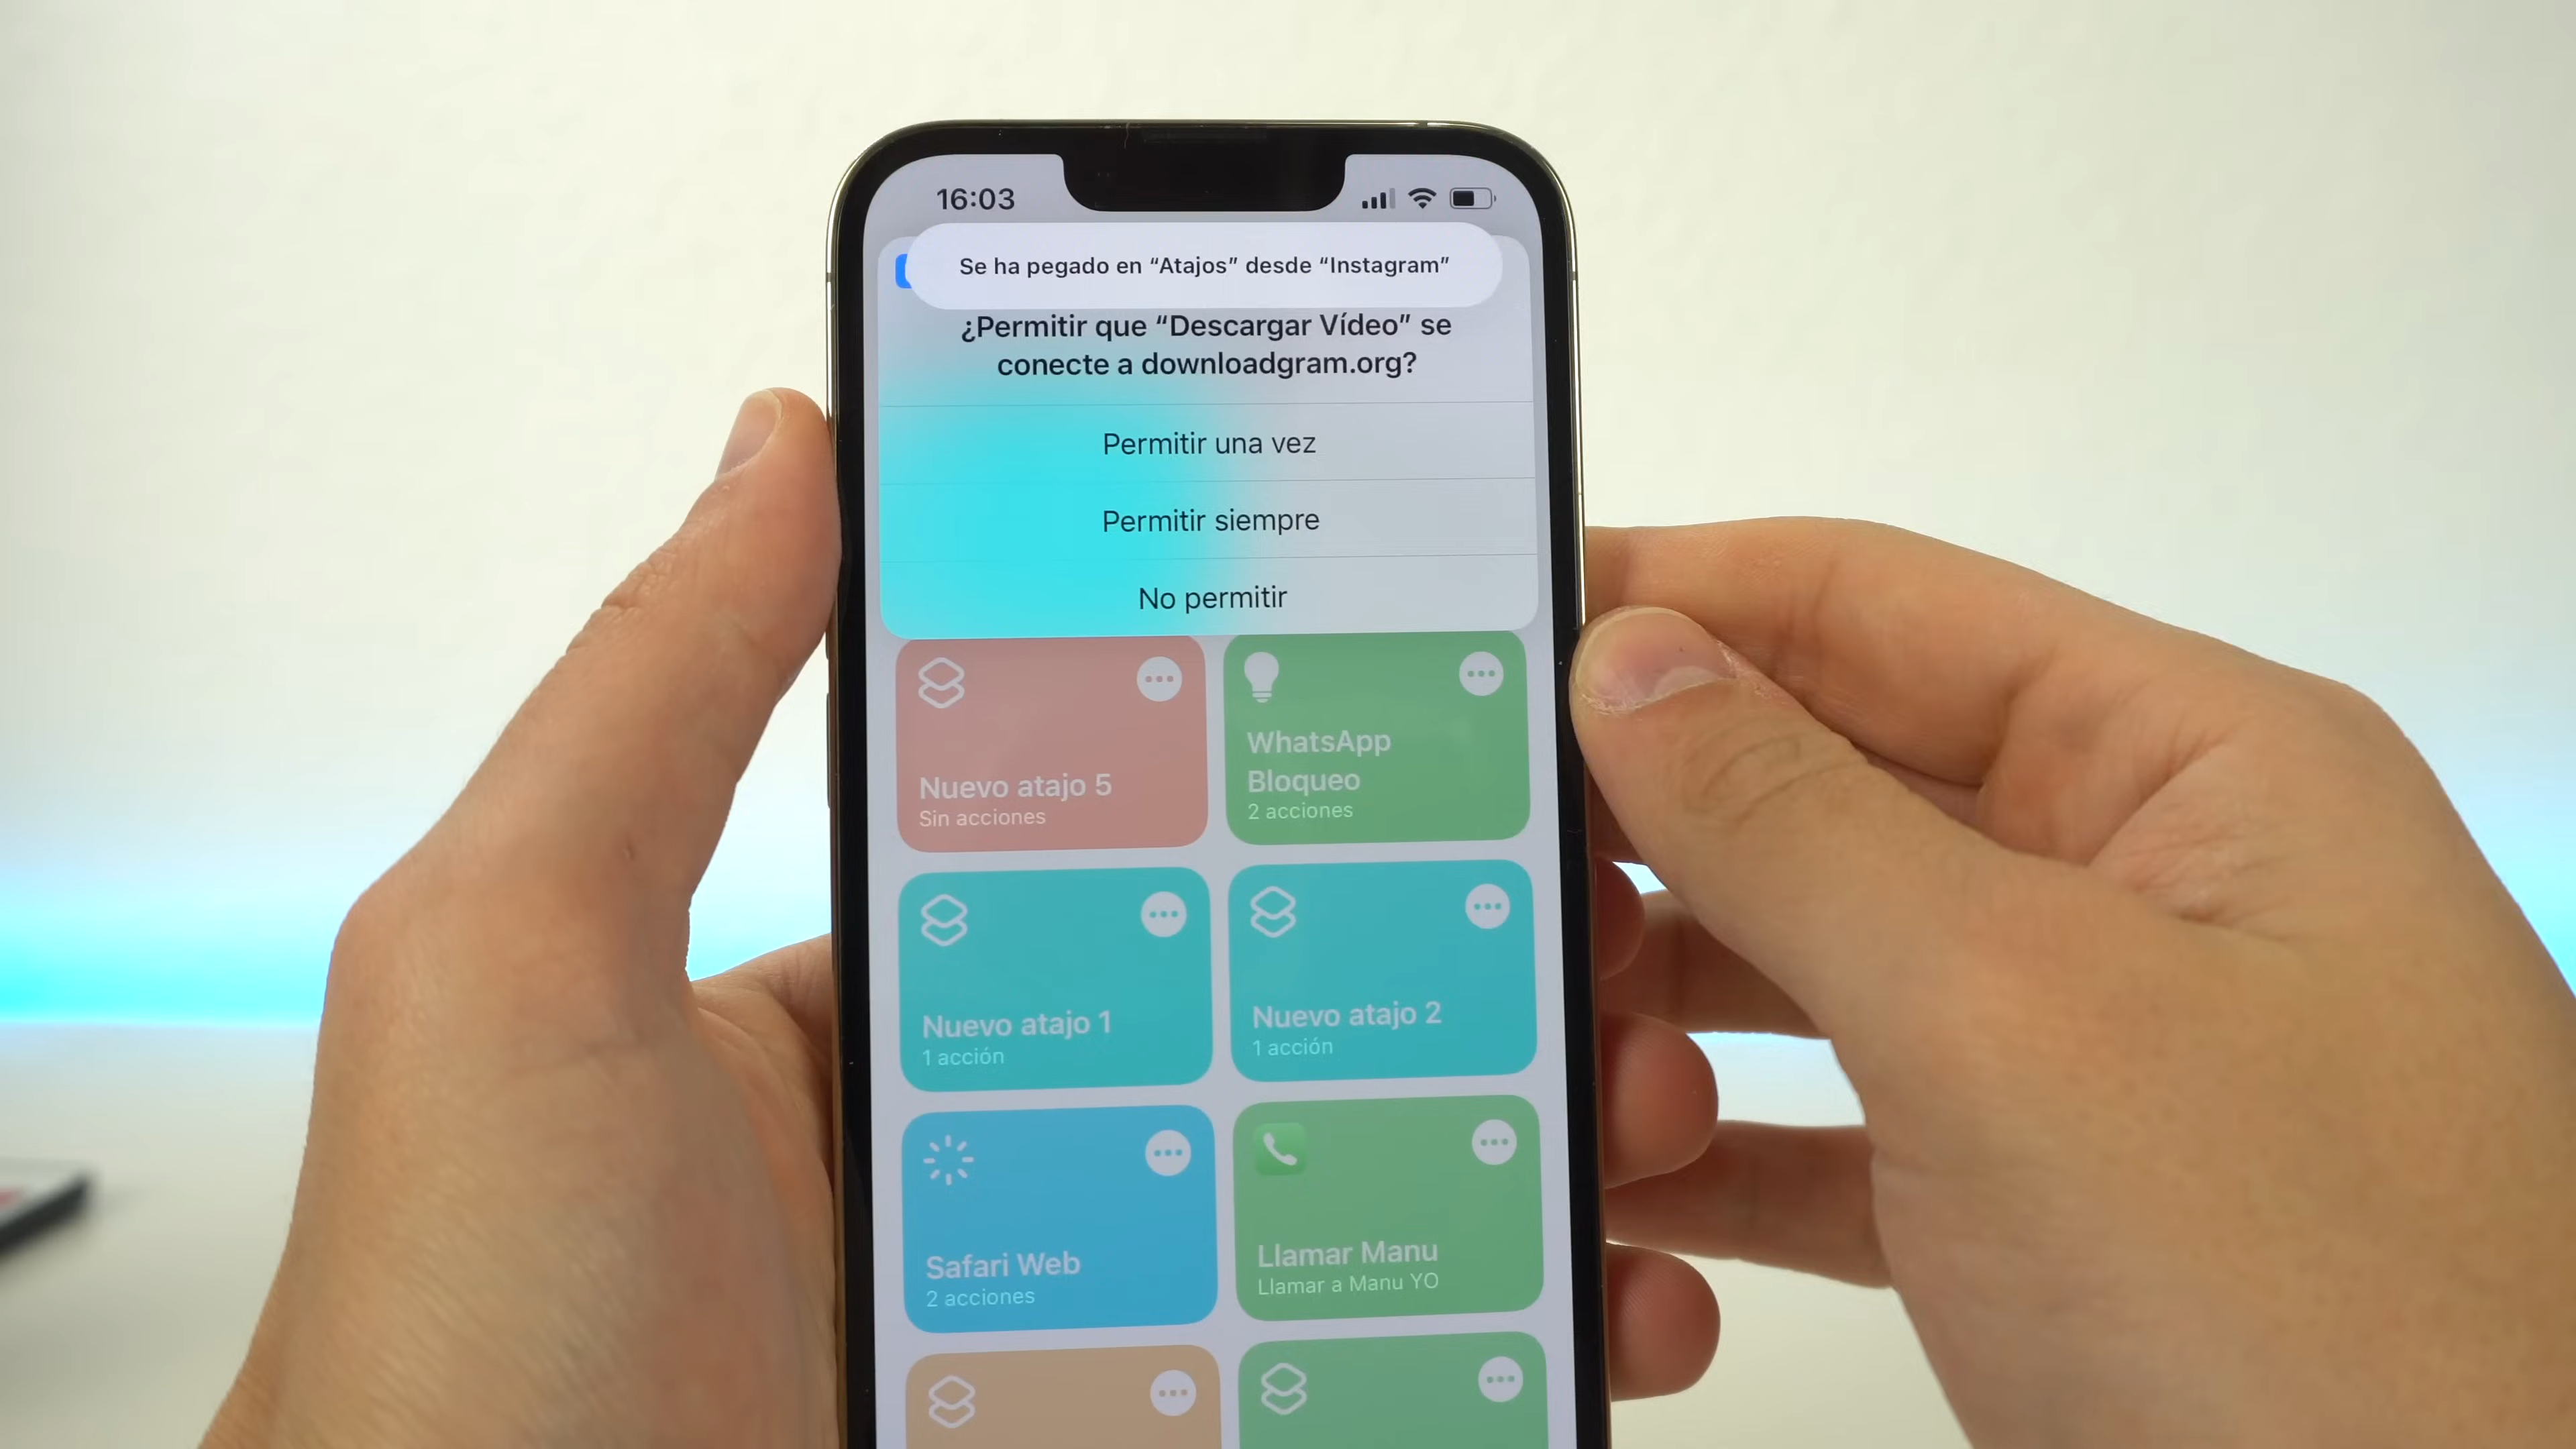 16:03
Se ha pegado en “Atajos” desde “Instagram”
¿Permitir que “Descargar Vídeo” se
conecte a downloadgram.org?
Permitir una vez
Permitir siempre
No permitir
Nuevo atajo 5
Sin acciones
WhatsApp
Bloqueo
2 acciones
Nuevo atajo 1
1 acción
Nuevo atajo 2
1 acción
Safari Web
2 acciones
Llamar Manu
Llamar a Manu YO